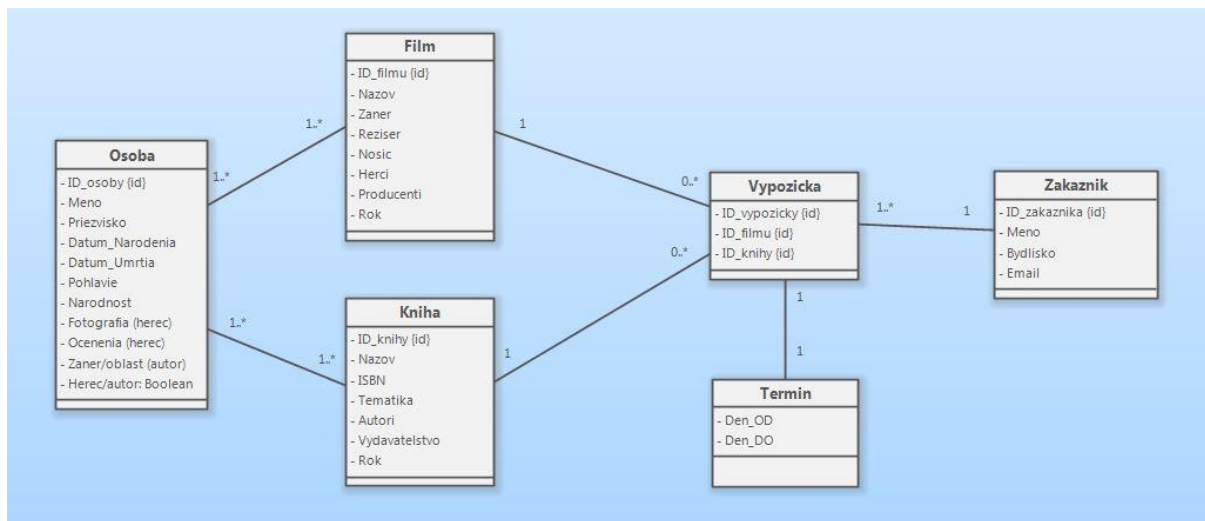 Film
- ID_filmu {id}
- Nazov
- Zaner
- Reziser
- Nosic
- Herci
- Producenti
- Rok
1..*
1..*
1
0..*
Osoba
- ID_osoby {id}
- Meno
- Priezvisko
- Datum_Narodenia
- Datum_Umrtia
- Pohlavie
- Narodnost
- Fotografia (herec)
- Ocenenia (herec)
- Zaner/oblast (autor)
- Herec/autor: Boolean
1..*
1..*
Kniha
- ID_knihy {id}
- Nazov
- ISBN
- Tematika
- Autori
- Vydavatelstvo
- Rok
1
0..*
Vypozicka
- ID_vypozicky {id}
- ID_filmu {id}
- ID_knihy {id}
1..*
1
Zakaznik
- ID_zakaznika {id}
- Meno
- Bydlisko
- Email
1
1
Termin
- Den_OD
- Den_DO